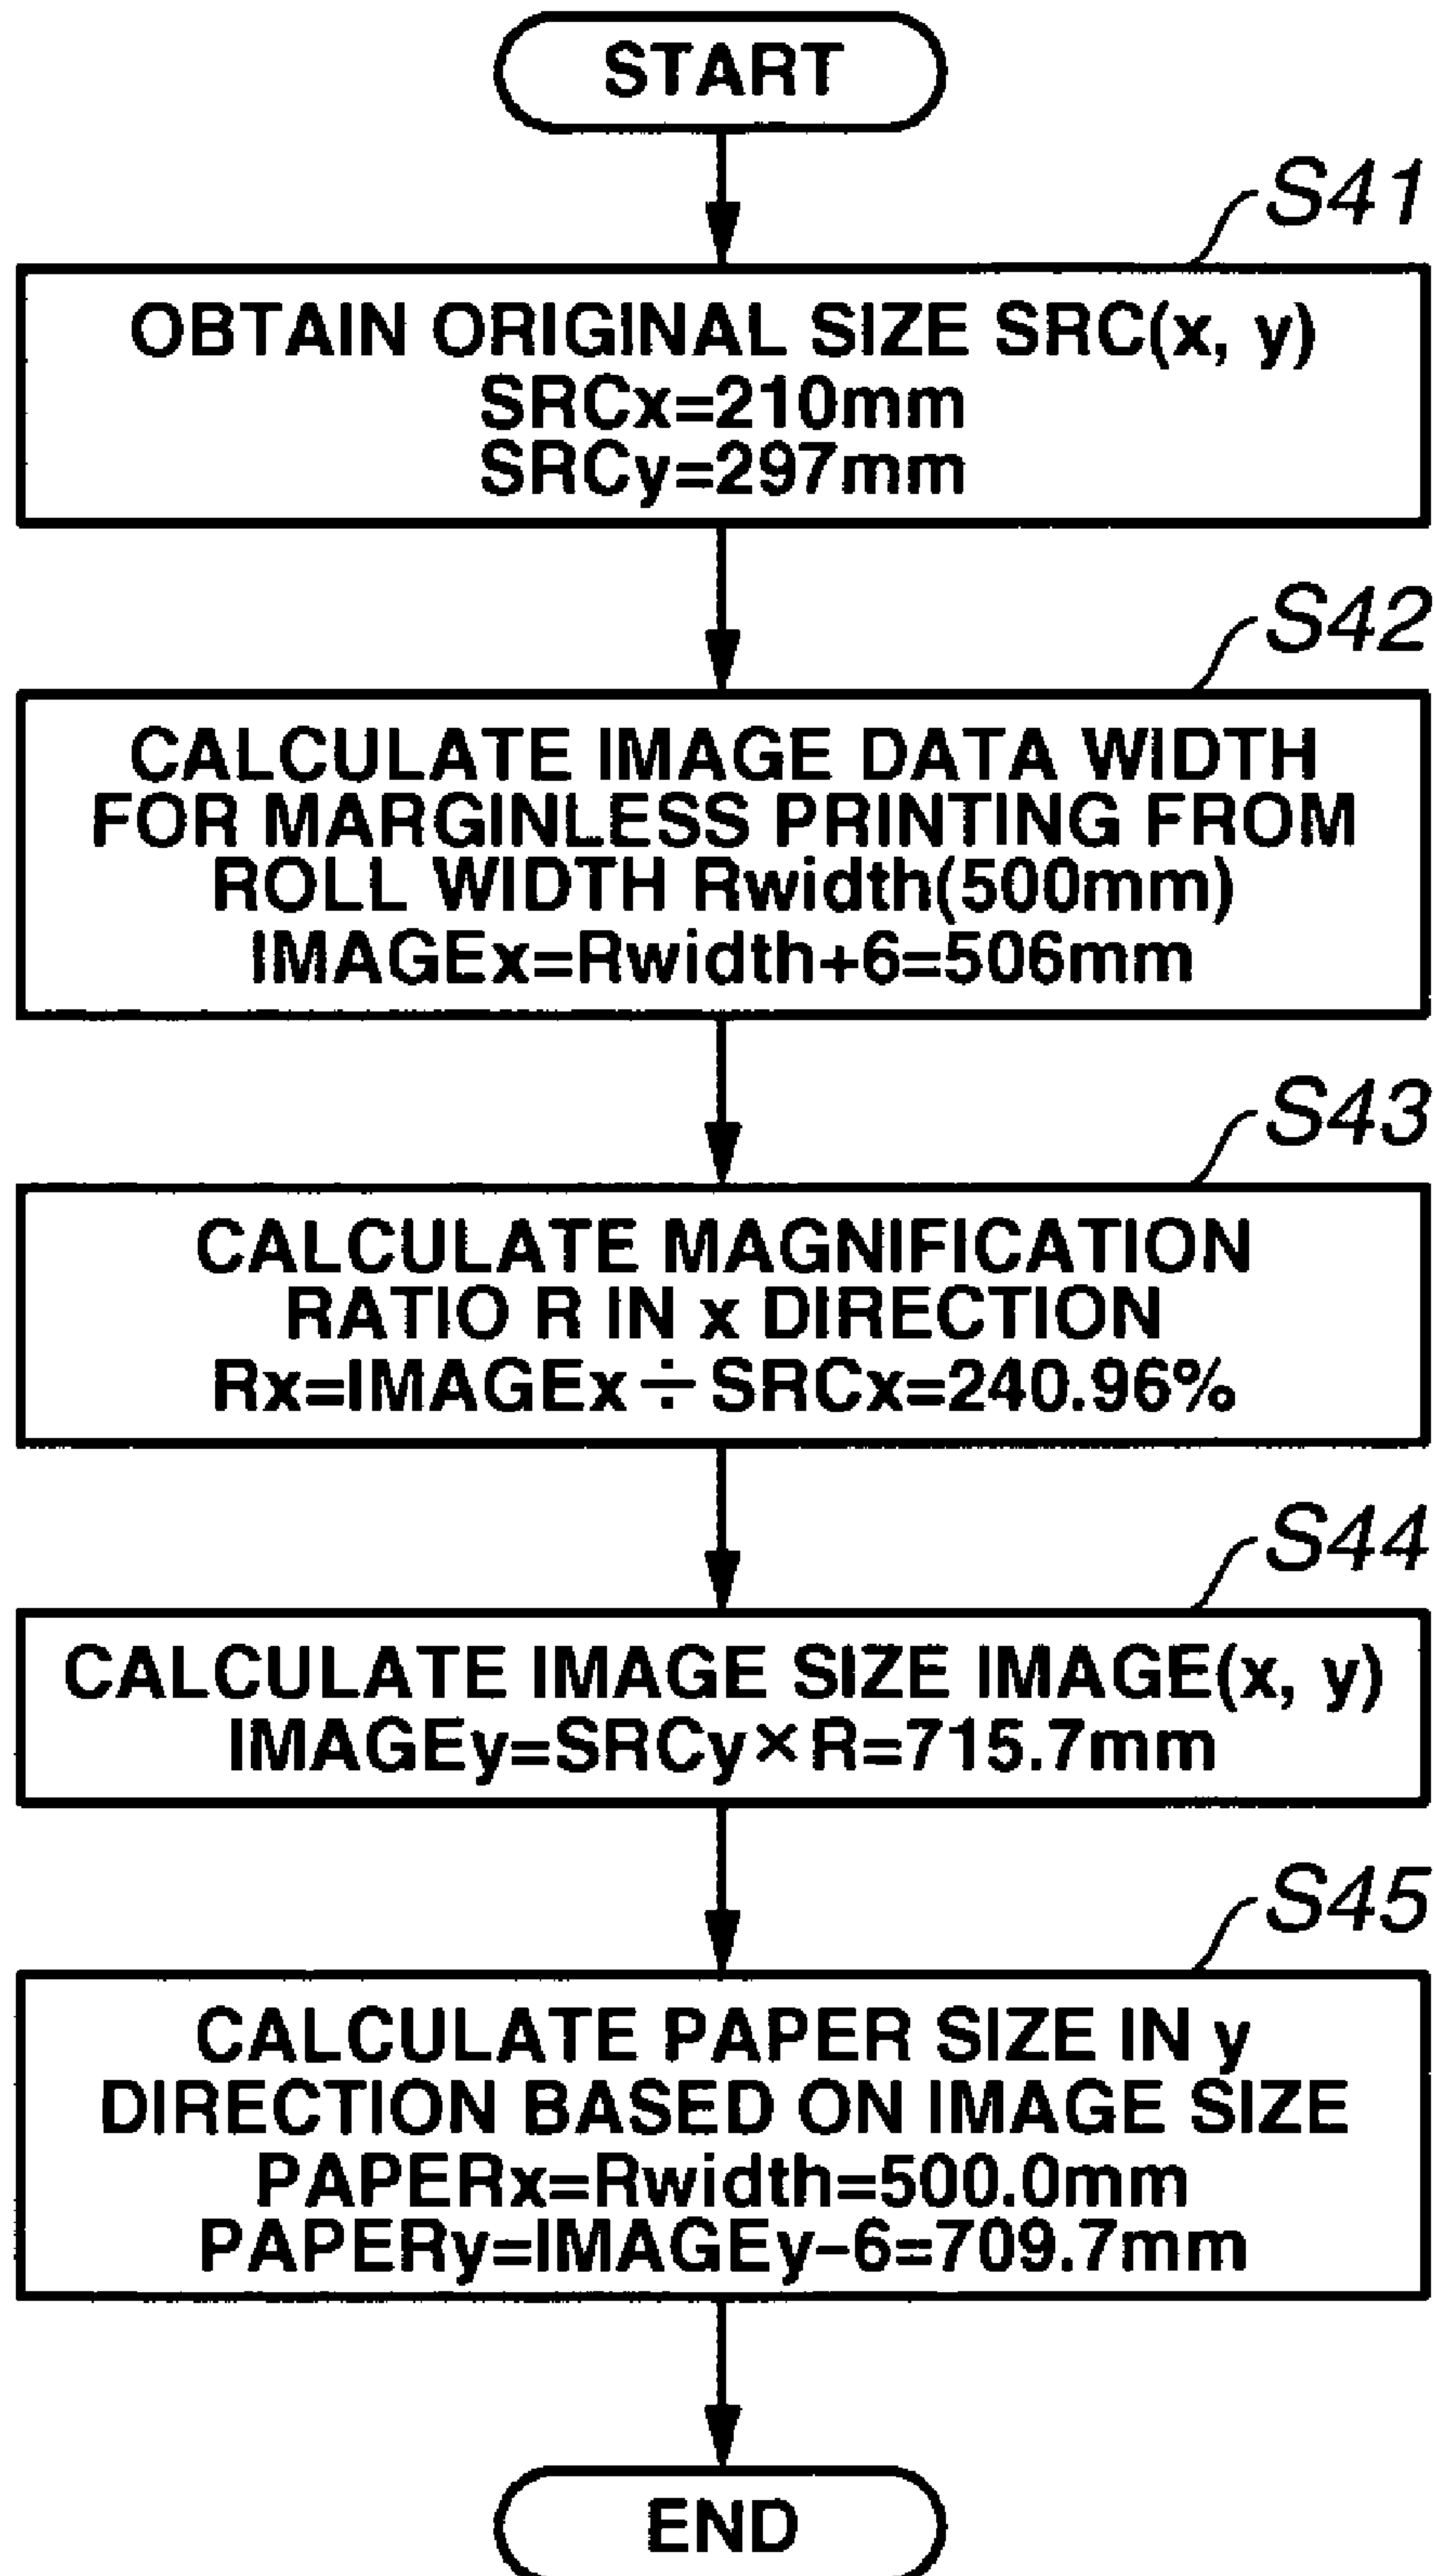 START
S41
OBTAIN ORIGINAL SIZE SRC(x, y)
SRCx=210mm
SRCy=297mm
S42
CALCULATE IMAGE DATA WIDTH
FOR MARGINLESS PRINTING FROM
ROLL WIDTH Rwidth(500mm)
IMAGEx=Rwidth+6=506mm
S43
CALCULATE MAGNIFICATION
RATIO R IN x DIRECTION
Rx=IMAGEx÷SRCx=240.96%
S44
CALCULATE IMAGE SIZE IMAGE(x, y)
IMAGEy=SRCy×R=715.7mm
S45
CALCULATE PAPER SIZE IN y
DIRECTION BASED ON IMAGE SIZE
PAPERx=Rwidth=500.0mm
PAPERy=IMAGEy−6=709.7mm
END